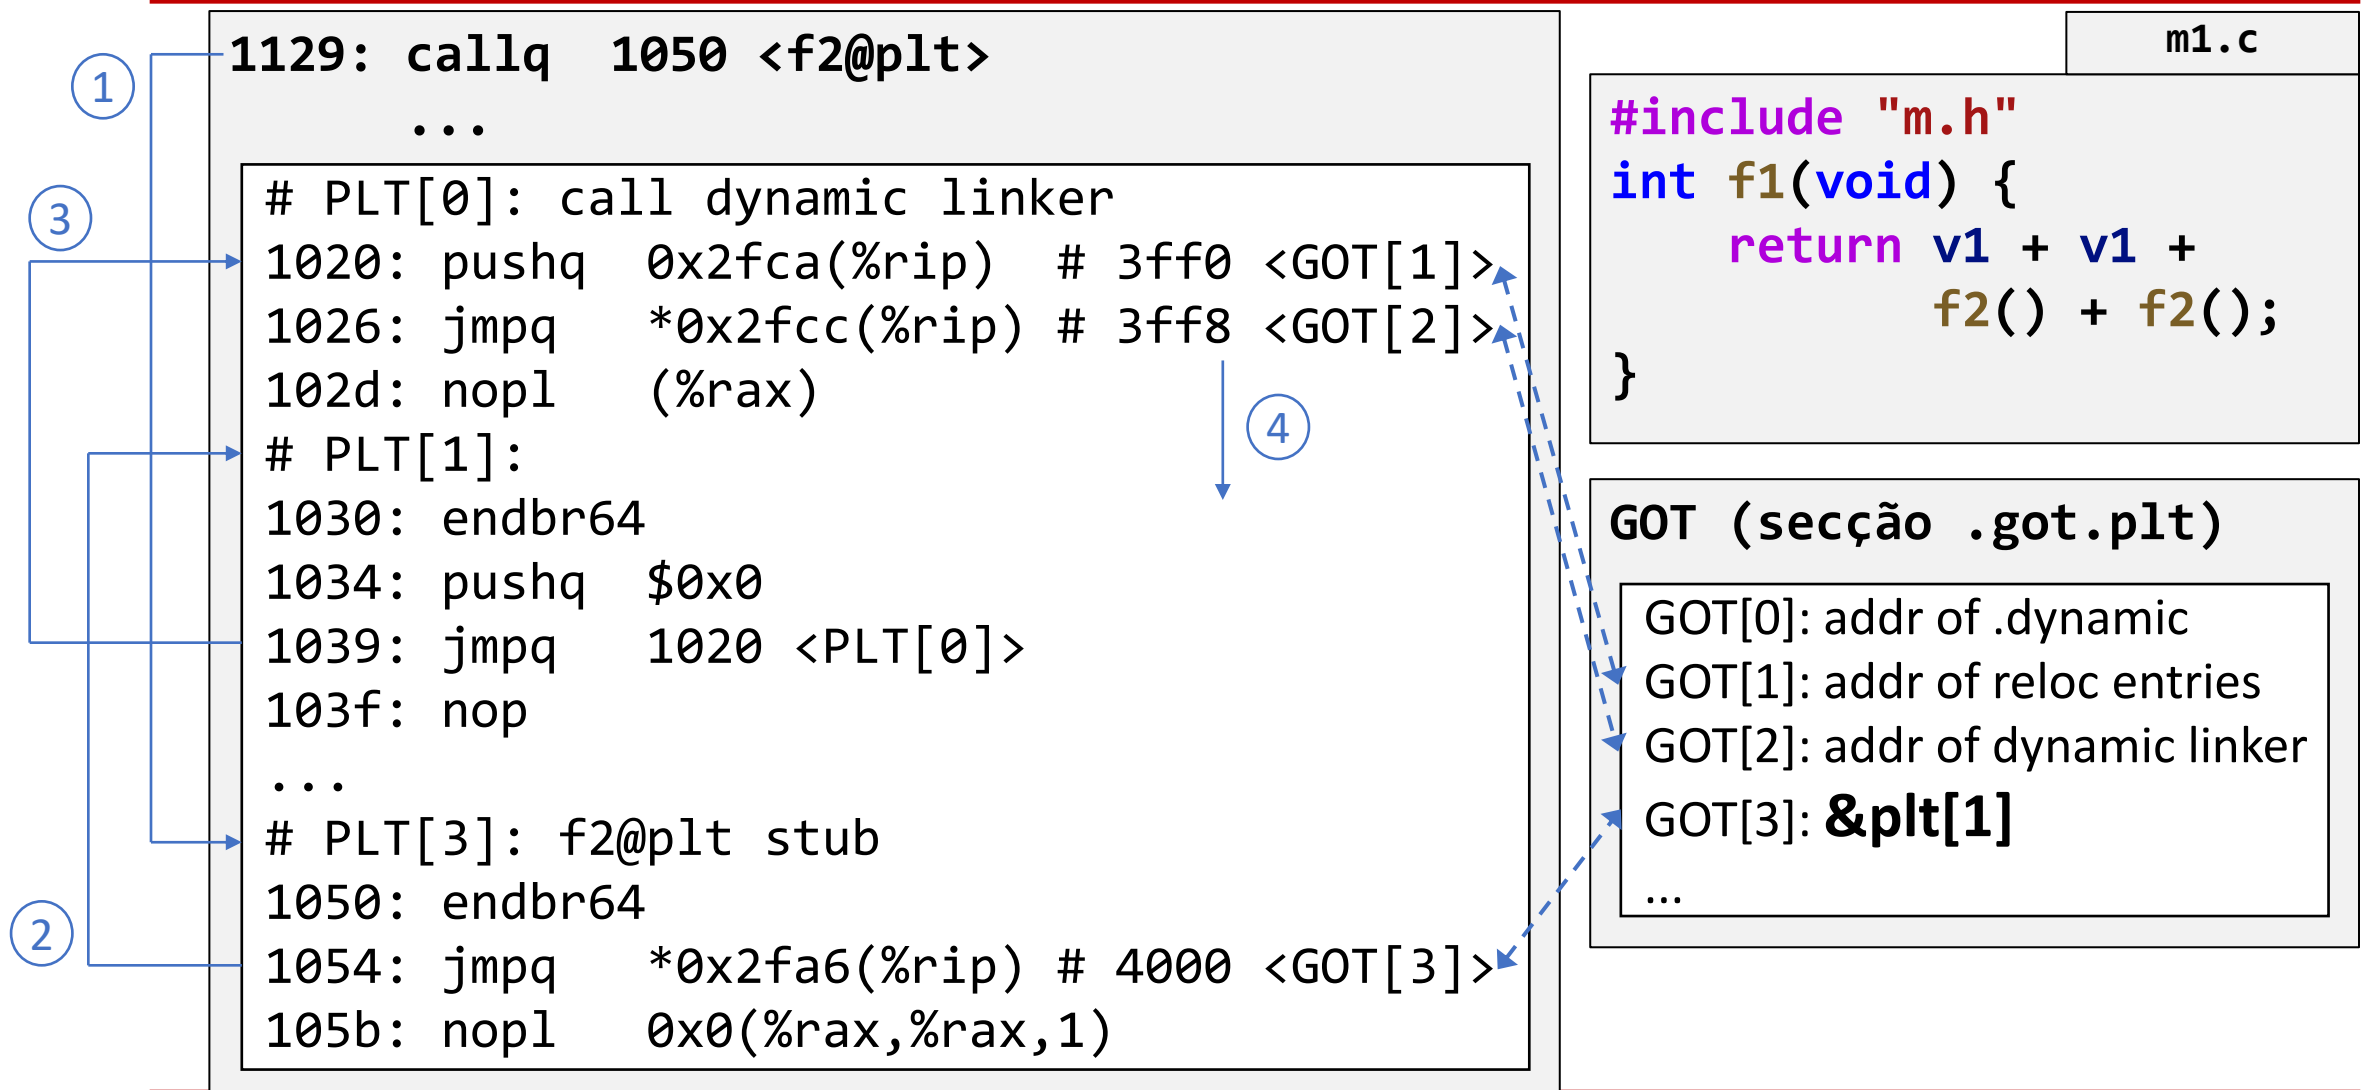 1129: callq  1050 <f2@plt>
...
# PLT[0]: call dynamic linker
1020: pushq  0x2fca(%rip)  # 3ff0 <GOT[1]>
1026: jmpq   *0x2fcc(%rip) # 3ff8 <GOT[2]>
102d: nopl   (%rax)
# PLT[1]:
1030: endbr64
1034: pushq  $0x0
1039: jmpq   1020 <PLT[0]>
103f: nop
...
# PLT[3]: f2@plt stub
1050: endbr64
1054: jmpq   *0x2fa6(%rip) # 4000 <GOT[3]>
105b: nopl   0x0(%rax,%rax,1)
1
3
4
2
m1.c
#include "m.h"
int f1(void) {
return v1 + v1 +
f2() + f2();
}
GOT (secção .got.plt)
GOT[0]: addr of .dynamic
GOT[1]: addr of reloc entries
GOT[2]: addr of dynamic linker
GOT[3]: &plt[1]
...